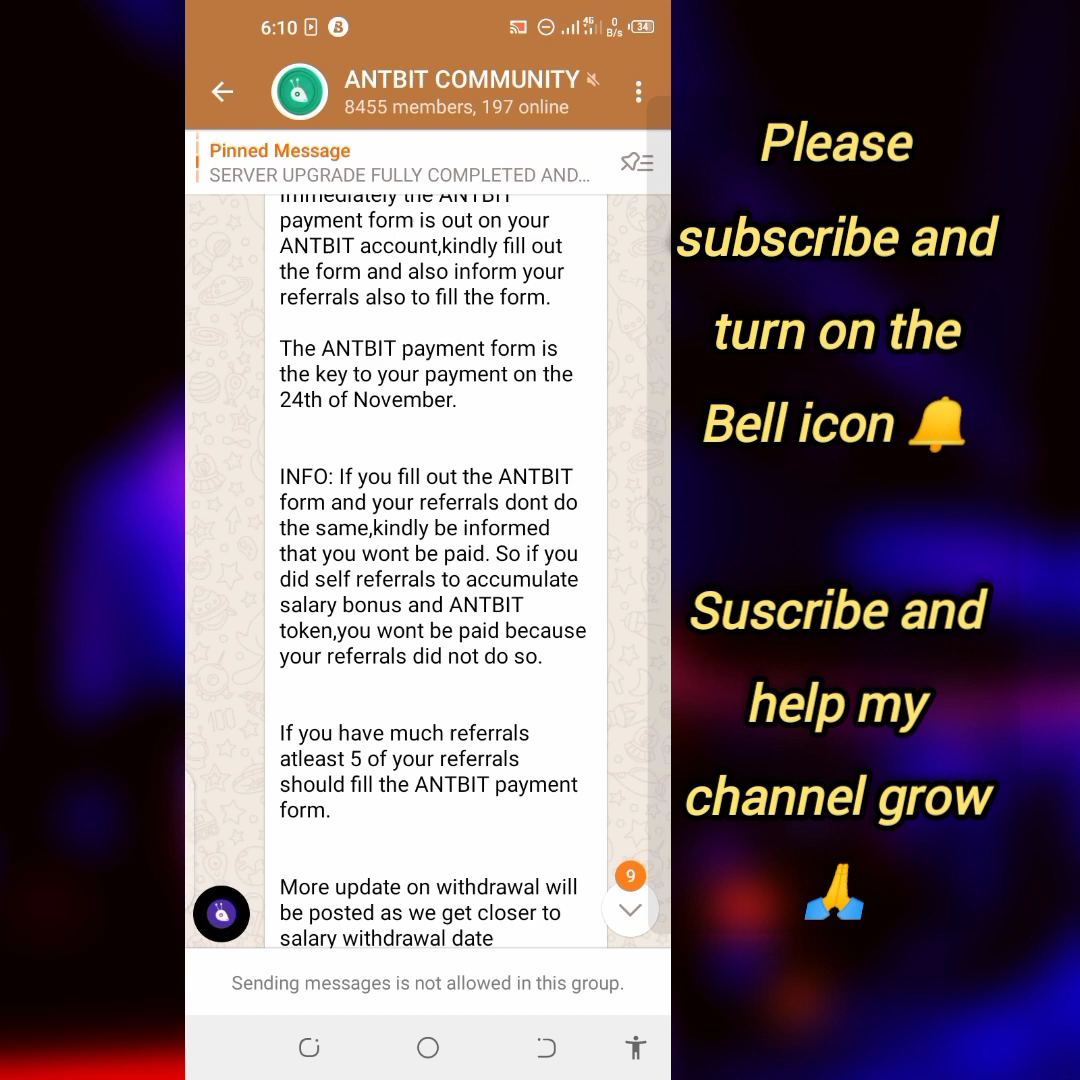 6:10
4G
0
B/s
34
ANTBIT COMMUNITY
8455 members, 197 online
Pinned Message
SERVER UPGRADE FULLY COMPLETED AND...
immediately the ANTBIT
payment form is out on your
ANTBIT account,kindly fill out
the form and also inform your
referrals also to fill the form.
The ANTBIT payment form is
the key to your payment on the
24th of November.
INFO: If you fill out the ANTBIT
form and your referrals dont do
the same,kindly be informed
that you wont be paid. So if you
did self referrals to accumulate
salary bonus and ANTBIT
token,you wont be paid because
your referrals did not do so.
If you have much referrals
atleast 5 of your referrals
should fill the ANTBIT payment
form.
More update on withdrawal will
be posted as we get closer to
salary withdrawal date
9
Sending messages is not allowed in this group.
Please
subscribe and
turn on the
Bell icon 🔔
Suscribe and
help my
channel grow
🙏